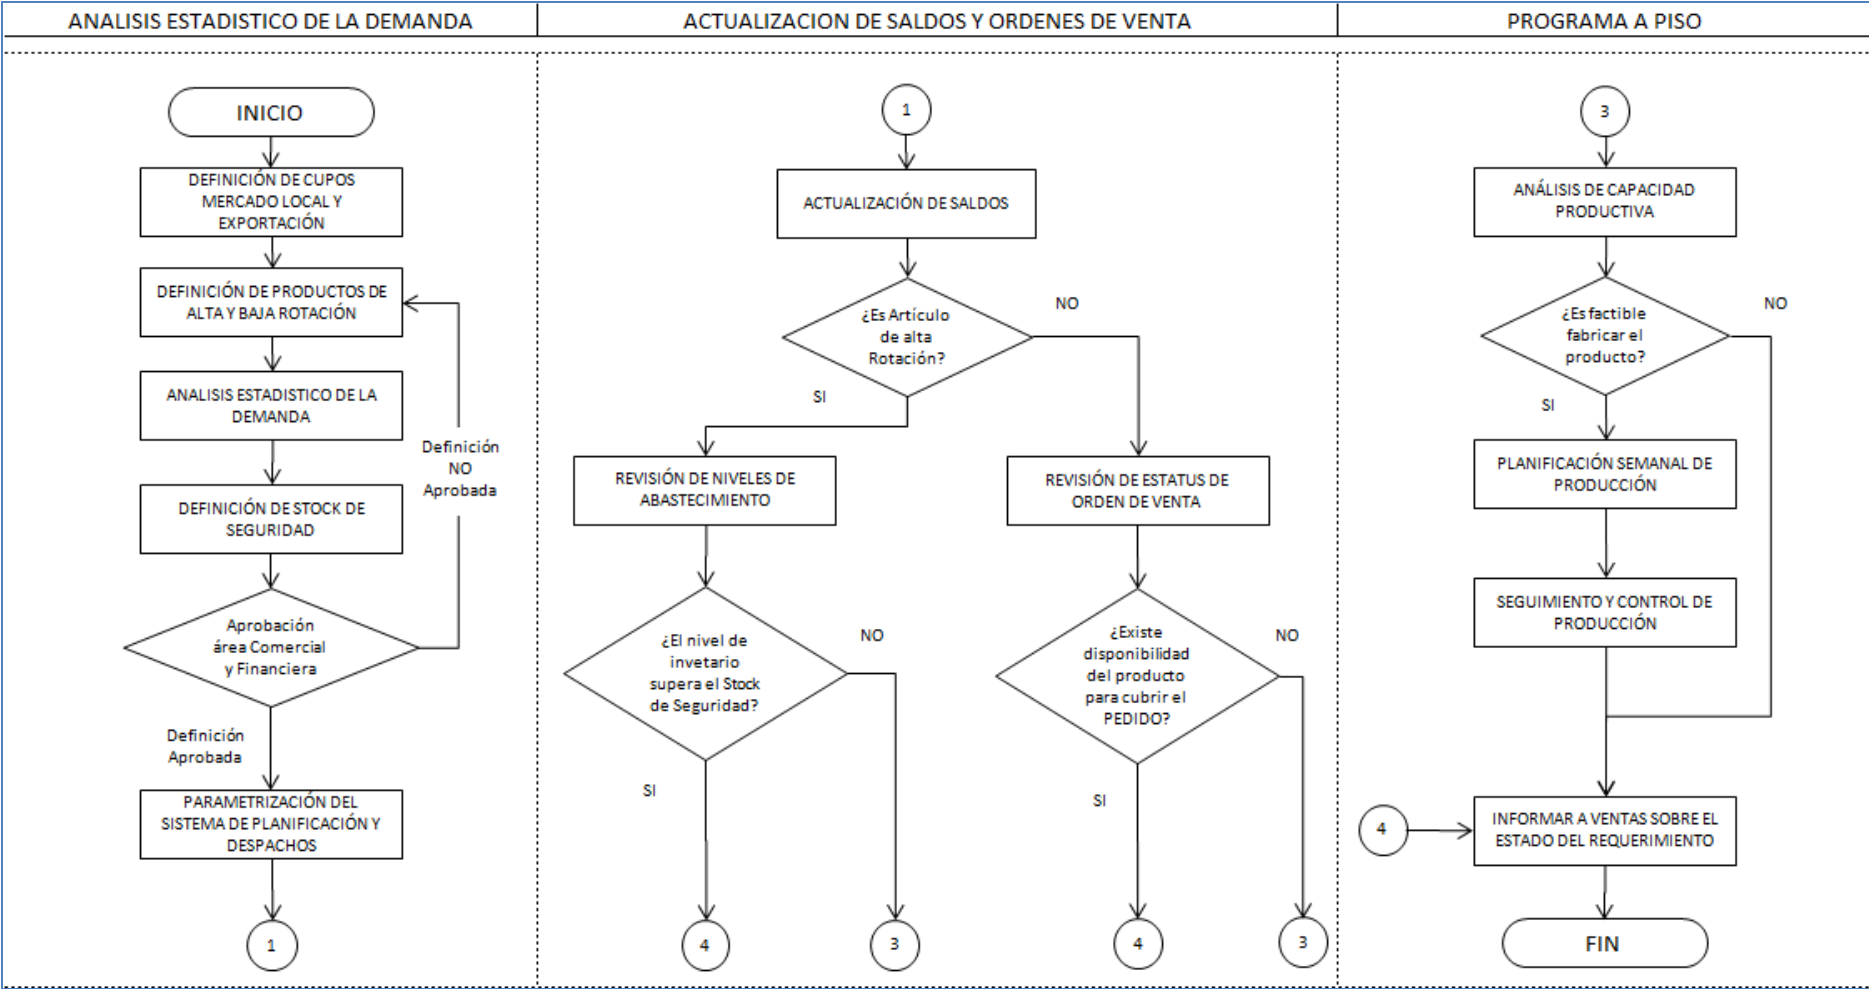 ANALISIS ESTADISTICO DE LA DEMANDA
ACTUALIZACION DE SALDOS Y ORDENES DE VENTA
PROGRAMA A PISO
INICIO
DEFINICIÓN DE CUPOS
MERCADO LOCAL Y
EXPORTACIÓN
DEFINICIÓN DE PRODUCTOS DE
ALTA Y BAJA ROTACIÓN
ANALISIS ESTADISTICO DE LA
DEMANDA
Definición
NO
Aprobada
DEFINICIÓN DE STOCK DE
SEGURIDAD
Aprobación
área Comercial
y Financiera
Definición
Aprobada
PARAMETRIZACIÓN DEL
SISTEMA DE PLANIFICACIÓN Y
DESPACHOS
1
1
ACTUALIZACIÓN DE SALDOS
¿Es Artículo
de alta
Rotación?
NO
SI
REVISIÓN DE NIVELES DE
ABASTECIMIENTO
REVISIÓN DE ESTATUS DE
ORDEN DE VENTA
¿El nivel de
invetario
supera el Stock
de Seguridad?
NO
SI
¿Existe
disponibilidad
del producto
para cubrir el
PEDIDO?
NO
SI
4
3
4
3
3
ANÁLISIS DE CAPACIDAD
PRODUCTIVA
¿Es factible
fabricar el
producto?
NO
SI
PLANIFICACIÓN SEMANAL DE
PRODUCCIÓN
SEGUIMIENTO Y CONTROL DE
PRODUCCIÓN
4
INFORMAR A VENTAS SOBRE EL
ESTADO DEL REQUERIMIENTO
FIN